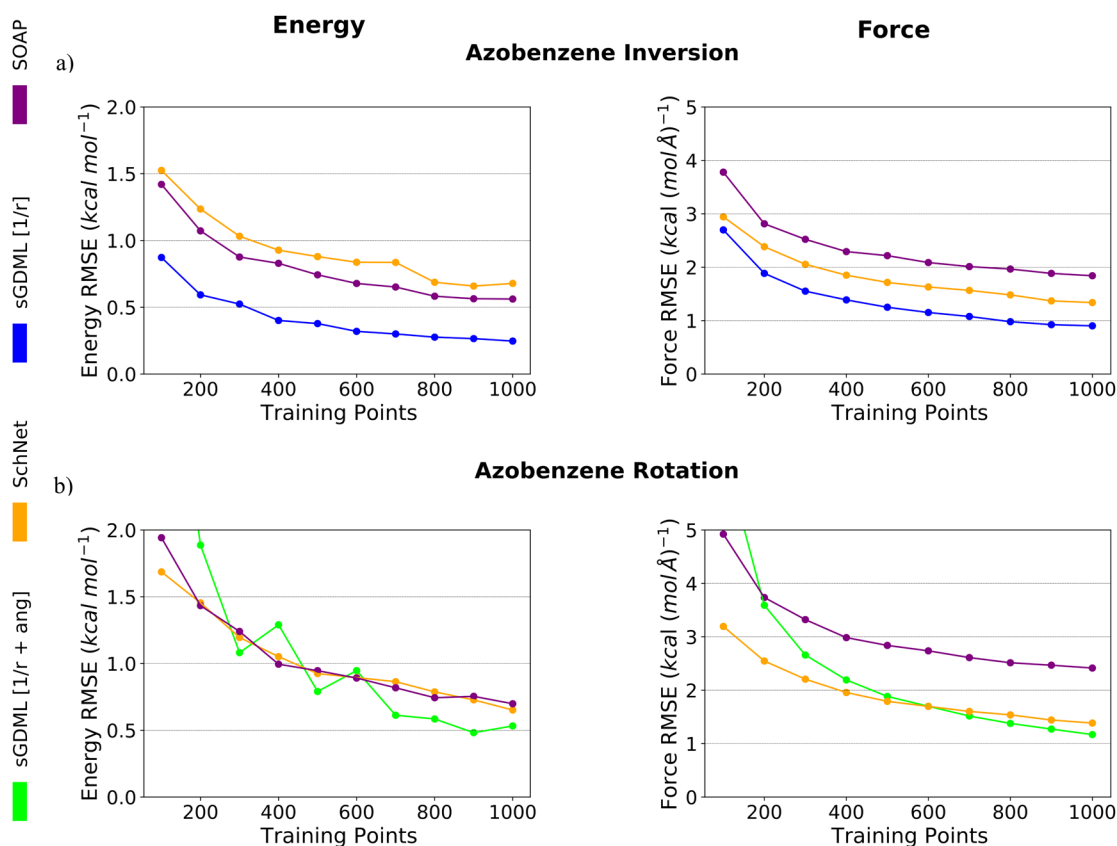 Energy
Force
Azobenzene Inversion
a)
SOAP
sGDML [1/r]
SchNet
sGDML [1/r + ang]
Energy RMSE (kcal mol⁻¹)
2.0
1.5
1.0
0.5
0.0
200 400 600 800 1000
Training Points
Force RMSE (kcal (mol Å)⁻¹
5
4
3
2
1
0
200 400 600 800 1000
Training Points
Azobenzene Rotation
b)
Energy RMSE (kcal mol⁻¹)
2.0
1.5
1.0
0.5
0.0
200 400 600 800 1000
Training Points
Force RMSE (kcal (mol Å)⁻¹
5
4
3
2
1
0
200 400 600 800 1000
Training Points